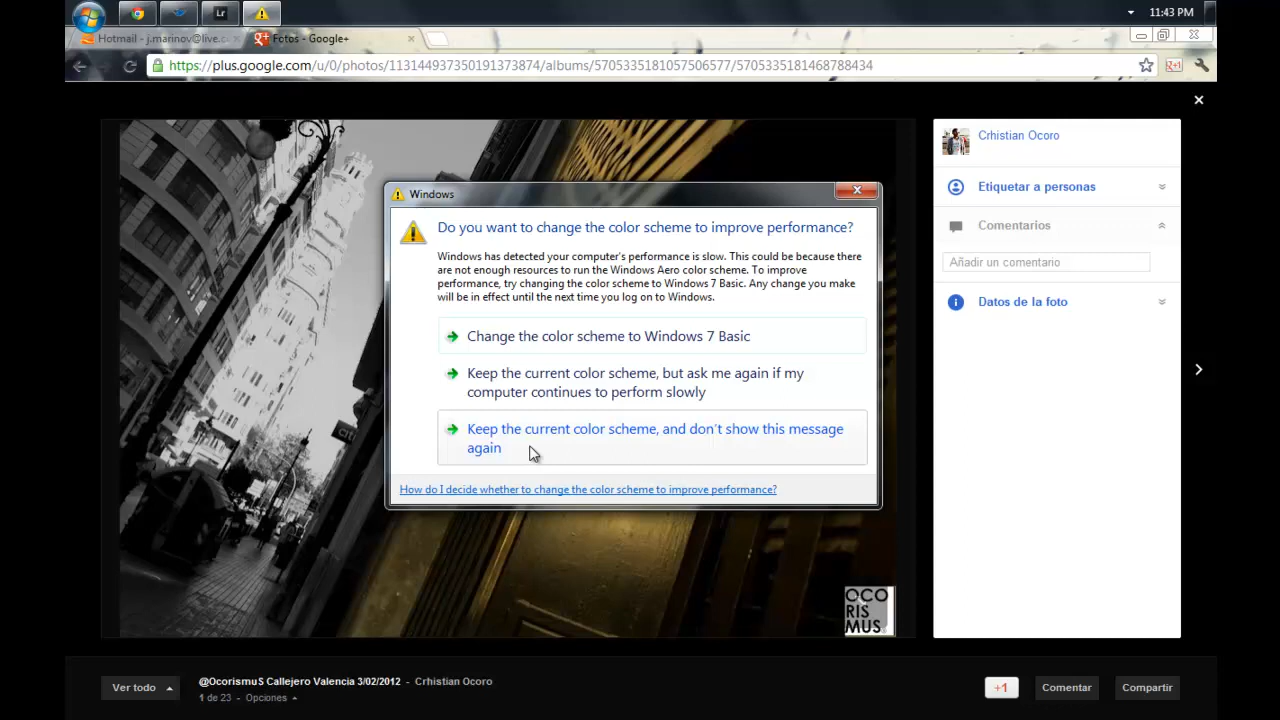 Lr
11:43 PM
Hotmail - j.marinov@live.c
Fotos - Google+
https://plus.google.com/u/0/photos/113144937350191373874/albums/5705335181057506577/5705335181468788434
Crhistian Ocoro
Etiquetar a personas
Comentarios
Añadir un comentario
Datos de la foto
Windows
Do you want to change the color scheme to improve performance?
Windows has detected your computer's performance is slow. This could be because there
are not enough resources to run the Windows Aero color scheme. To improve
performance, try changing the color scheme to Windows 7 Basic. Any change you make
will be in effect until the next time you log on to Windows.
Change the color scheme to Windows 7 Basic
Keep the current color scheme, but ask me again if my
computer continues to perform slowly
Keep the current color scheme, and don't show this message
again
How do I decide whether to change the color scheme to improve performance?
OCO
RIS
MUS
Ver todo
@OcorismuS Callejero Valencia 3/02/2012 - Crhistian Ocoro
1 de 23 - Opciones
+1
Comentar
Compartir